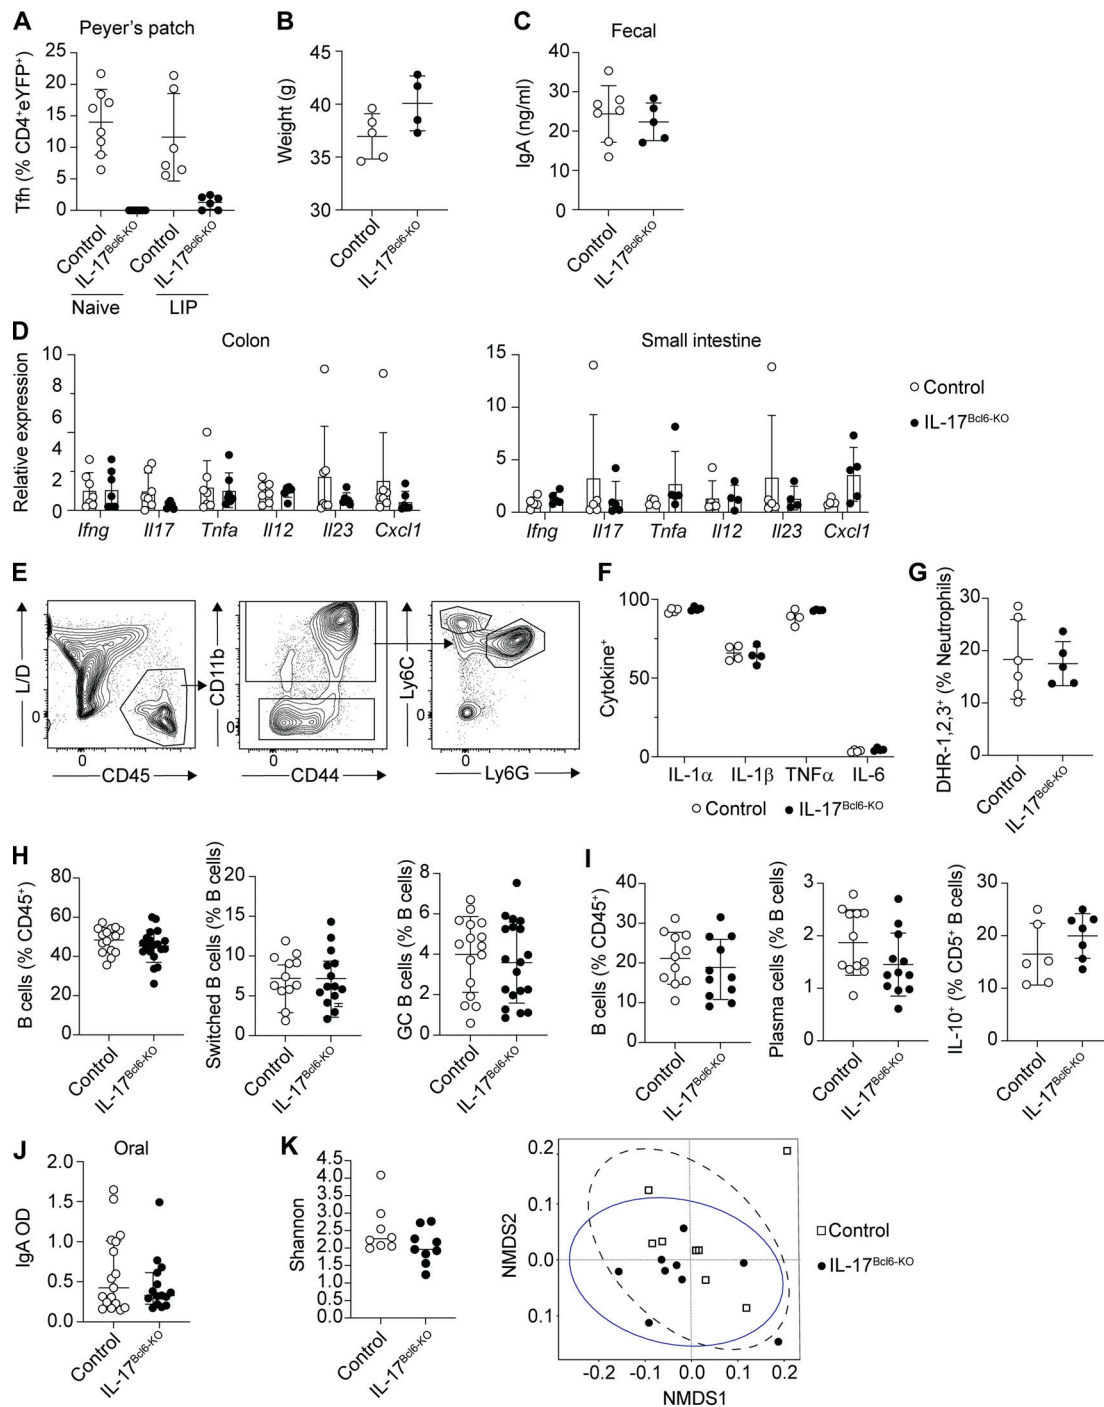 A
Peyer's patch
Tfh (% CD4⁺eYFP⁺)
25
20
15
10
5
0
Control
IL-17ᴮᶜˡ⁶⁻ᴷᴼ
Control
IL-17ᴮᶜˡ⁶⁻ᴷᴼ
Naive
LIP
B
Weight (g)
45
40
35
30
Control
IL-17ᴮᶜˡ⁶⁻ᴷᴼ
C
Fecal
IgA (ng/ml)
40
30
20
10
0
Control
IL-17ᴮᶜˡ⁶⁻ᴷᴼ
D
Colon
Relative expression
10
8
6
4
2
0
Ifng Il17 Tnfa Il12 Il23 Cxcl1
Small intestine
15
10
5
0
Ifng Il17 Tnfa Il12 Il23 Cxcl1
Control
IL-17ᴮᶜˡ⁶⁻ᴷᴼ
E
L/D
0
0
CD45
CD11b
0
0
CD44
Ly6C
0
0
Ly6G
F
Cytokine⁺
100
50
0
IL-1α IL-1β TNFα IL-6
Control IL-17ᴮᶜˡ⁶⁻ᴷᴼ
G
DHR-1,2,3⁺ (% Neutrophils)
30
20
10
0
Control
IL-17ᴮᶜˡ⁶⁻ᴷᴼ
H
B cells (% CD45⁺)
80
60
40
20
0
Control
IL-17ᴮᶜˡ⁶⁻ᴷᴼ
Switched B cells (% B cells)
20
15
10
5
0
Control
IL-17ᴮᶜˡ⁶⁻ᴷᴼ
GC B cells (% B cells)
8
6
4
2
0
Control
IL-17ᴮᶜˡ⁶⁻ᴷᴼ
I
B cells (% CD45⁺)
40
30
20
10
0
Control
IL-17ᴮᶜˡ⁶⁻ᴷᴼ
Plasma cells (% B cells)
3
2
1
0
Control
IL-17ᴮᶜˡ⁶⁻ᴷᴼ
IL-10⁺ (% CD5⁺ B cells)
30
20
10
0
Control
IL-17ᴮᶜˡ⁶⁻ᴷᴼ
J
Oral
IgA OD
2.0
1.5
1.0
0.5
0.0
Control
IL-17ᴮᶜˡ⁶⁻ᴷᴼ
K
Shannon
4.5
4.0
3.5
3.0
2.5
2.0
1.5
1.0
0.5
0.0
Control
IL-17ᴮᶜˡ⁶⁻ᴷᴼ
NMDS2
0.2
0.1
0.0
0.1
-0.2 -0.1 -0.0 0.1 0.2
NMDS1
Control
IL-17ᴮᶜˡ⁶⁻ᴷᴼ